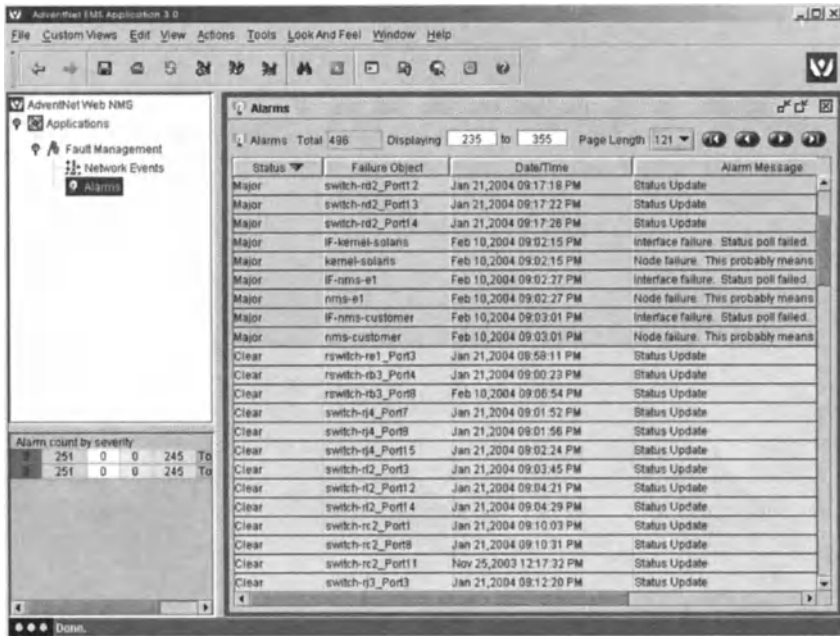 AdventNet EMS Application 3.0
File Custom Views Edit View Actions Tools Look And Feel Window Help
AdventNet Web NMS
Applications
Fault Management
Network Events
Alarms
Alarm count by severity
251 0 0 245 To
251 0 0 245 To
Alarms
Alarms Total 496 Displaying 235 to 355 Page Length 121
Status Failure Object Date/Time Alarm Message
Major switch-rd2_Port12 Jan 21,2004 09:17:18 PM Status Update
Major switch-rd2_Port13 Jan 21,2004 09:17:22 PM Status Update
Major switch-rd2_Port14 Jan 21,2004 09:17:26 PM Status Update
Major IF-kernel-solaris Feb 10,2004 09:02:15 PM Interface failure. Status poll failed.
Major kernel-solaris Feb 10,2004 09:02:15 PM Node failure. This probably means
Major IF-nms-e1 Feb 10,2004 09:02:27 PM Interface failure. Status poll failed.
Major nms-e1 Feb 10,2004 09:02:27 PM Node failure. This probably means
Major IF-nms-customer Feb 10,2004 09:03:01 PM Interface failure. Status poll failed.
Major nms-customer Feb 10,2004 09:03:01 PM Node failure. This probably means
Clear rswitch-re1_Port3 Jan 21,2004 08:58:11 PM Status Update
Clear rswitch-rb3_Port4 Jan 21,2004 09:00:23 PM Status Update
Clear rswitch-rb3_Port8 Feb 10,2004 09:06:54 PM Status Update
Clear switch-rj4_Port7 Jan 21,2004 09:01:52 PM Status Update
Clear switch-rj4_Port9 Jan 21,2004 09:01:56 PM Status Update
Clear switch-rj4_Port15 Jan 21,2004 09:02:24 PM Status Update
Clear switch-rl2_Port3 Jan 21,2004 09:03:45 PM Status Update
Clear switch-rl2_Port12 Jan 21,2004 09:04:21 PM Status Update
Clear switch-rl2_Port14 Jan 21,2004 09:04:29 PM Status Update
Clear switch-rc2_Port1 Jan 21,2004 09:10:03 PM Status Update
Clear switch-rc2_Port8 Jan 21,2004 09:10:31 PM Status Update
Clear switch-rc2_Port11 Nov 25,2003 12:17:32 PM Status Update
Clear switch-rj3_Port3 Jan 21,2004 09:12:20 PM Status Update
Done.